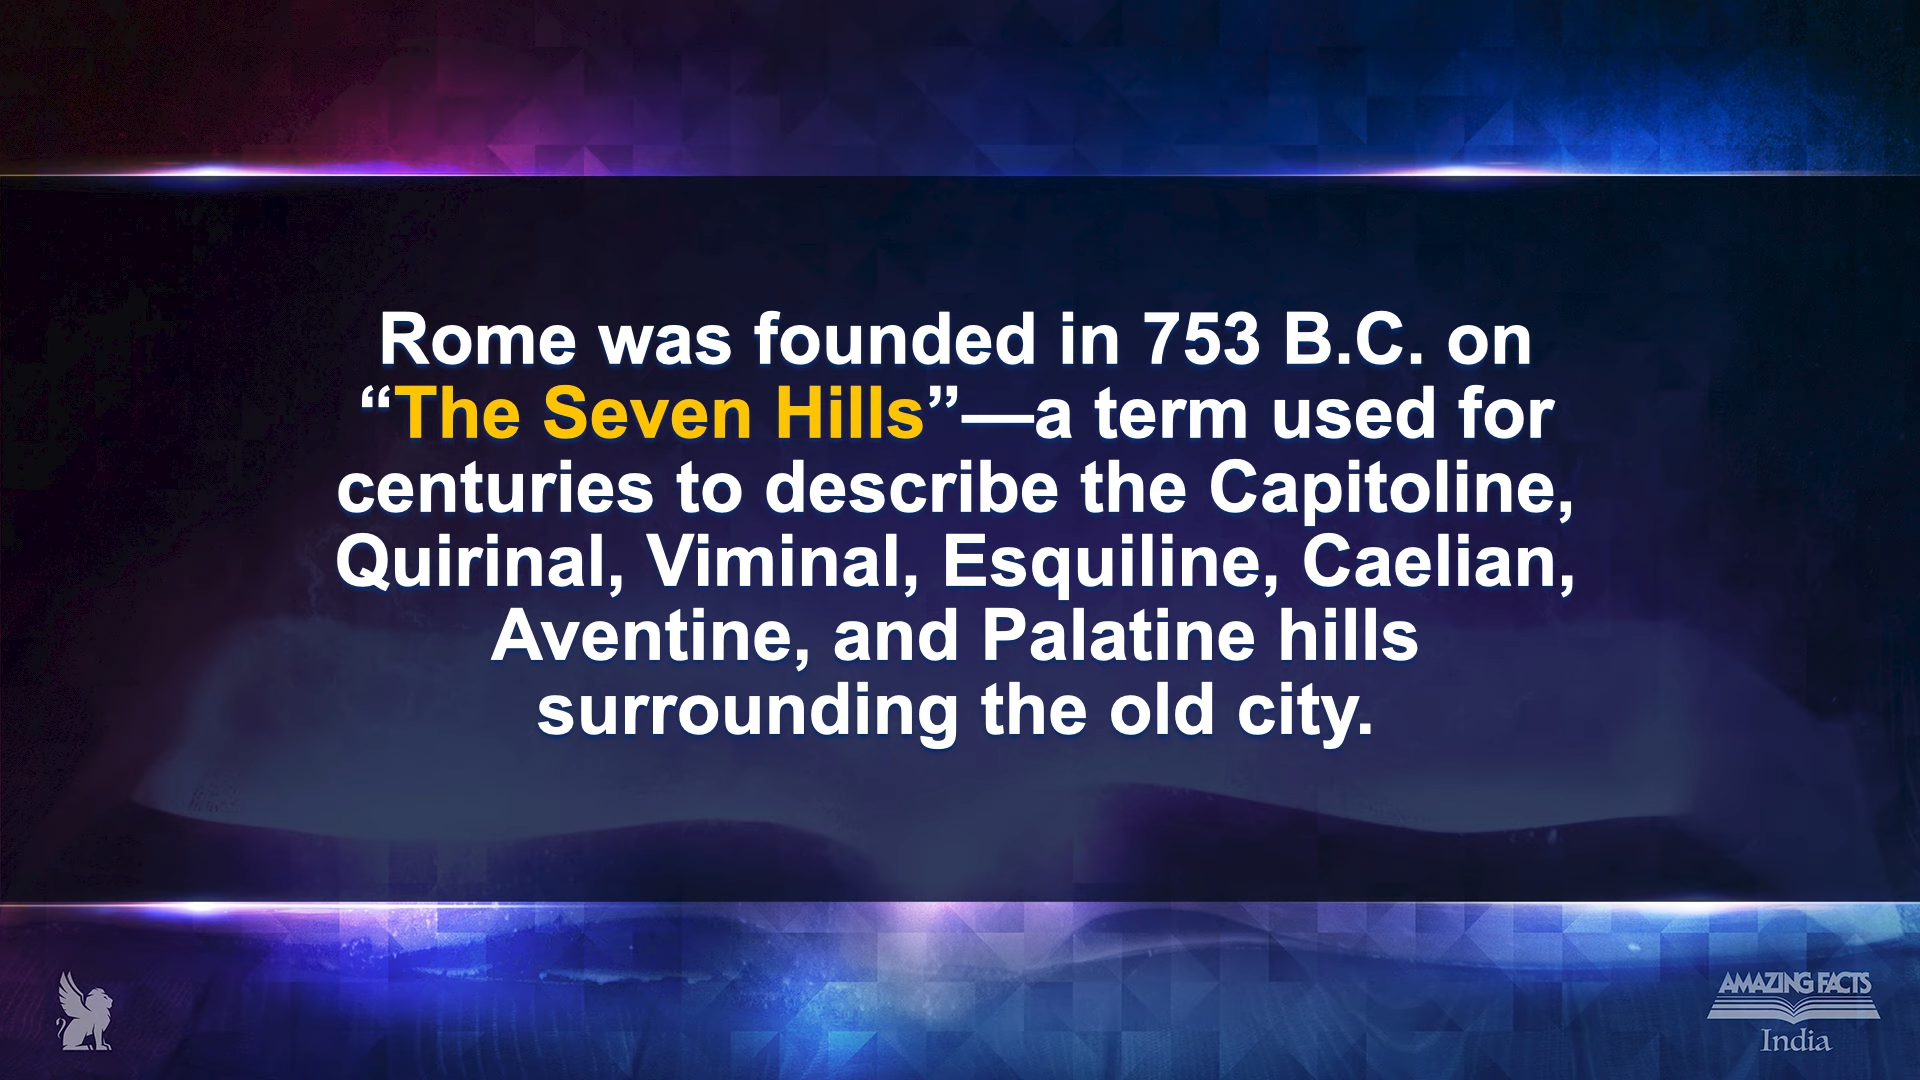 Rome was founded in 753 B.C. on
“The Seven Hills”—a term used for
centuries to describe the Capitoline,
Quirinal, Viminal, Esquiline, Caelian,
Aventine, and Palatine hills
surrounding the old city.
AMAZING FACTS
India